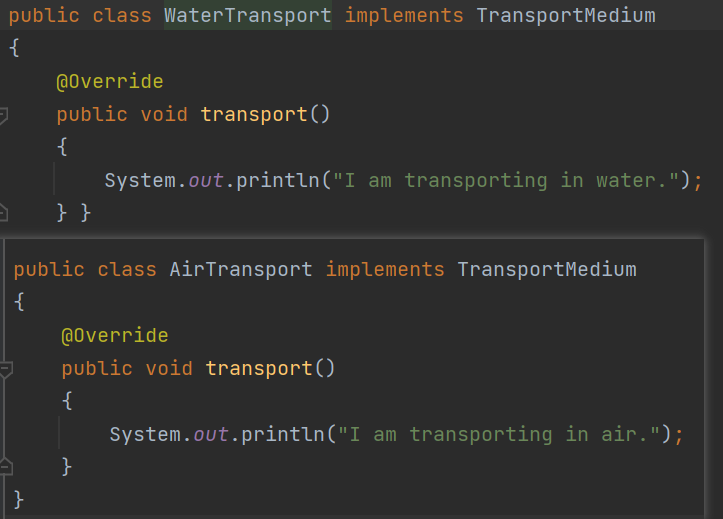 public class WaterTransport implements TransportMedium
{
    @Override
    public void transport()
    {
        System.out.println("I am transporting in water.");
    } }
public class AirTransport implements TransportMedium
{
    @Override
    public void transport()
    {
        System.out.println("I am transporting in air.");
    }
}